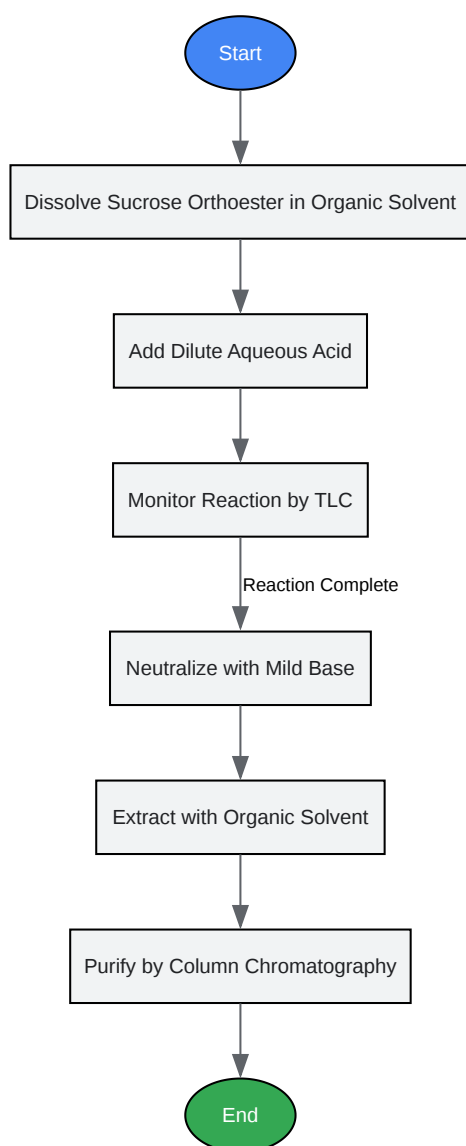 Start
Dissolve Sucrose Orthoester in Organic Solvent
Add Dilute Aqueous Acid
Monitor Reaction by TLC
Reaction Complete
Neutralize with Mild Base
Extract with Organic Solvent
Purify by Column Chromatography
End